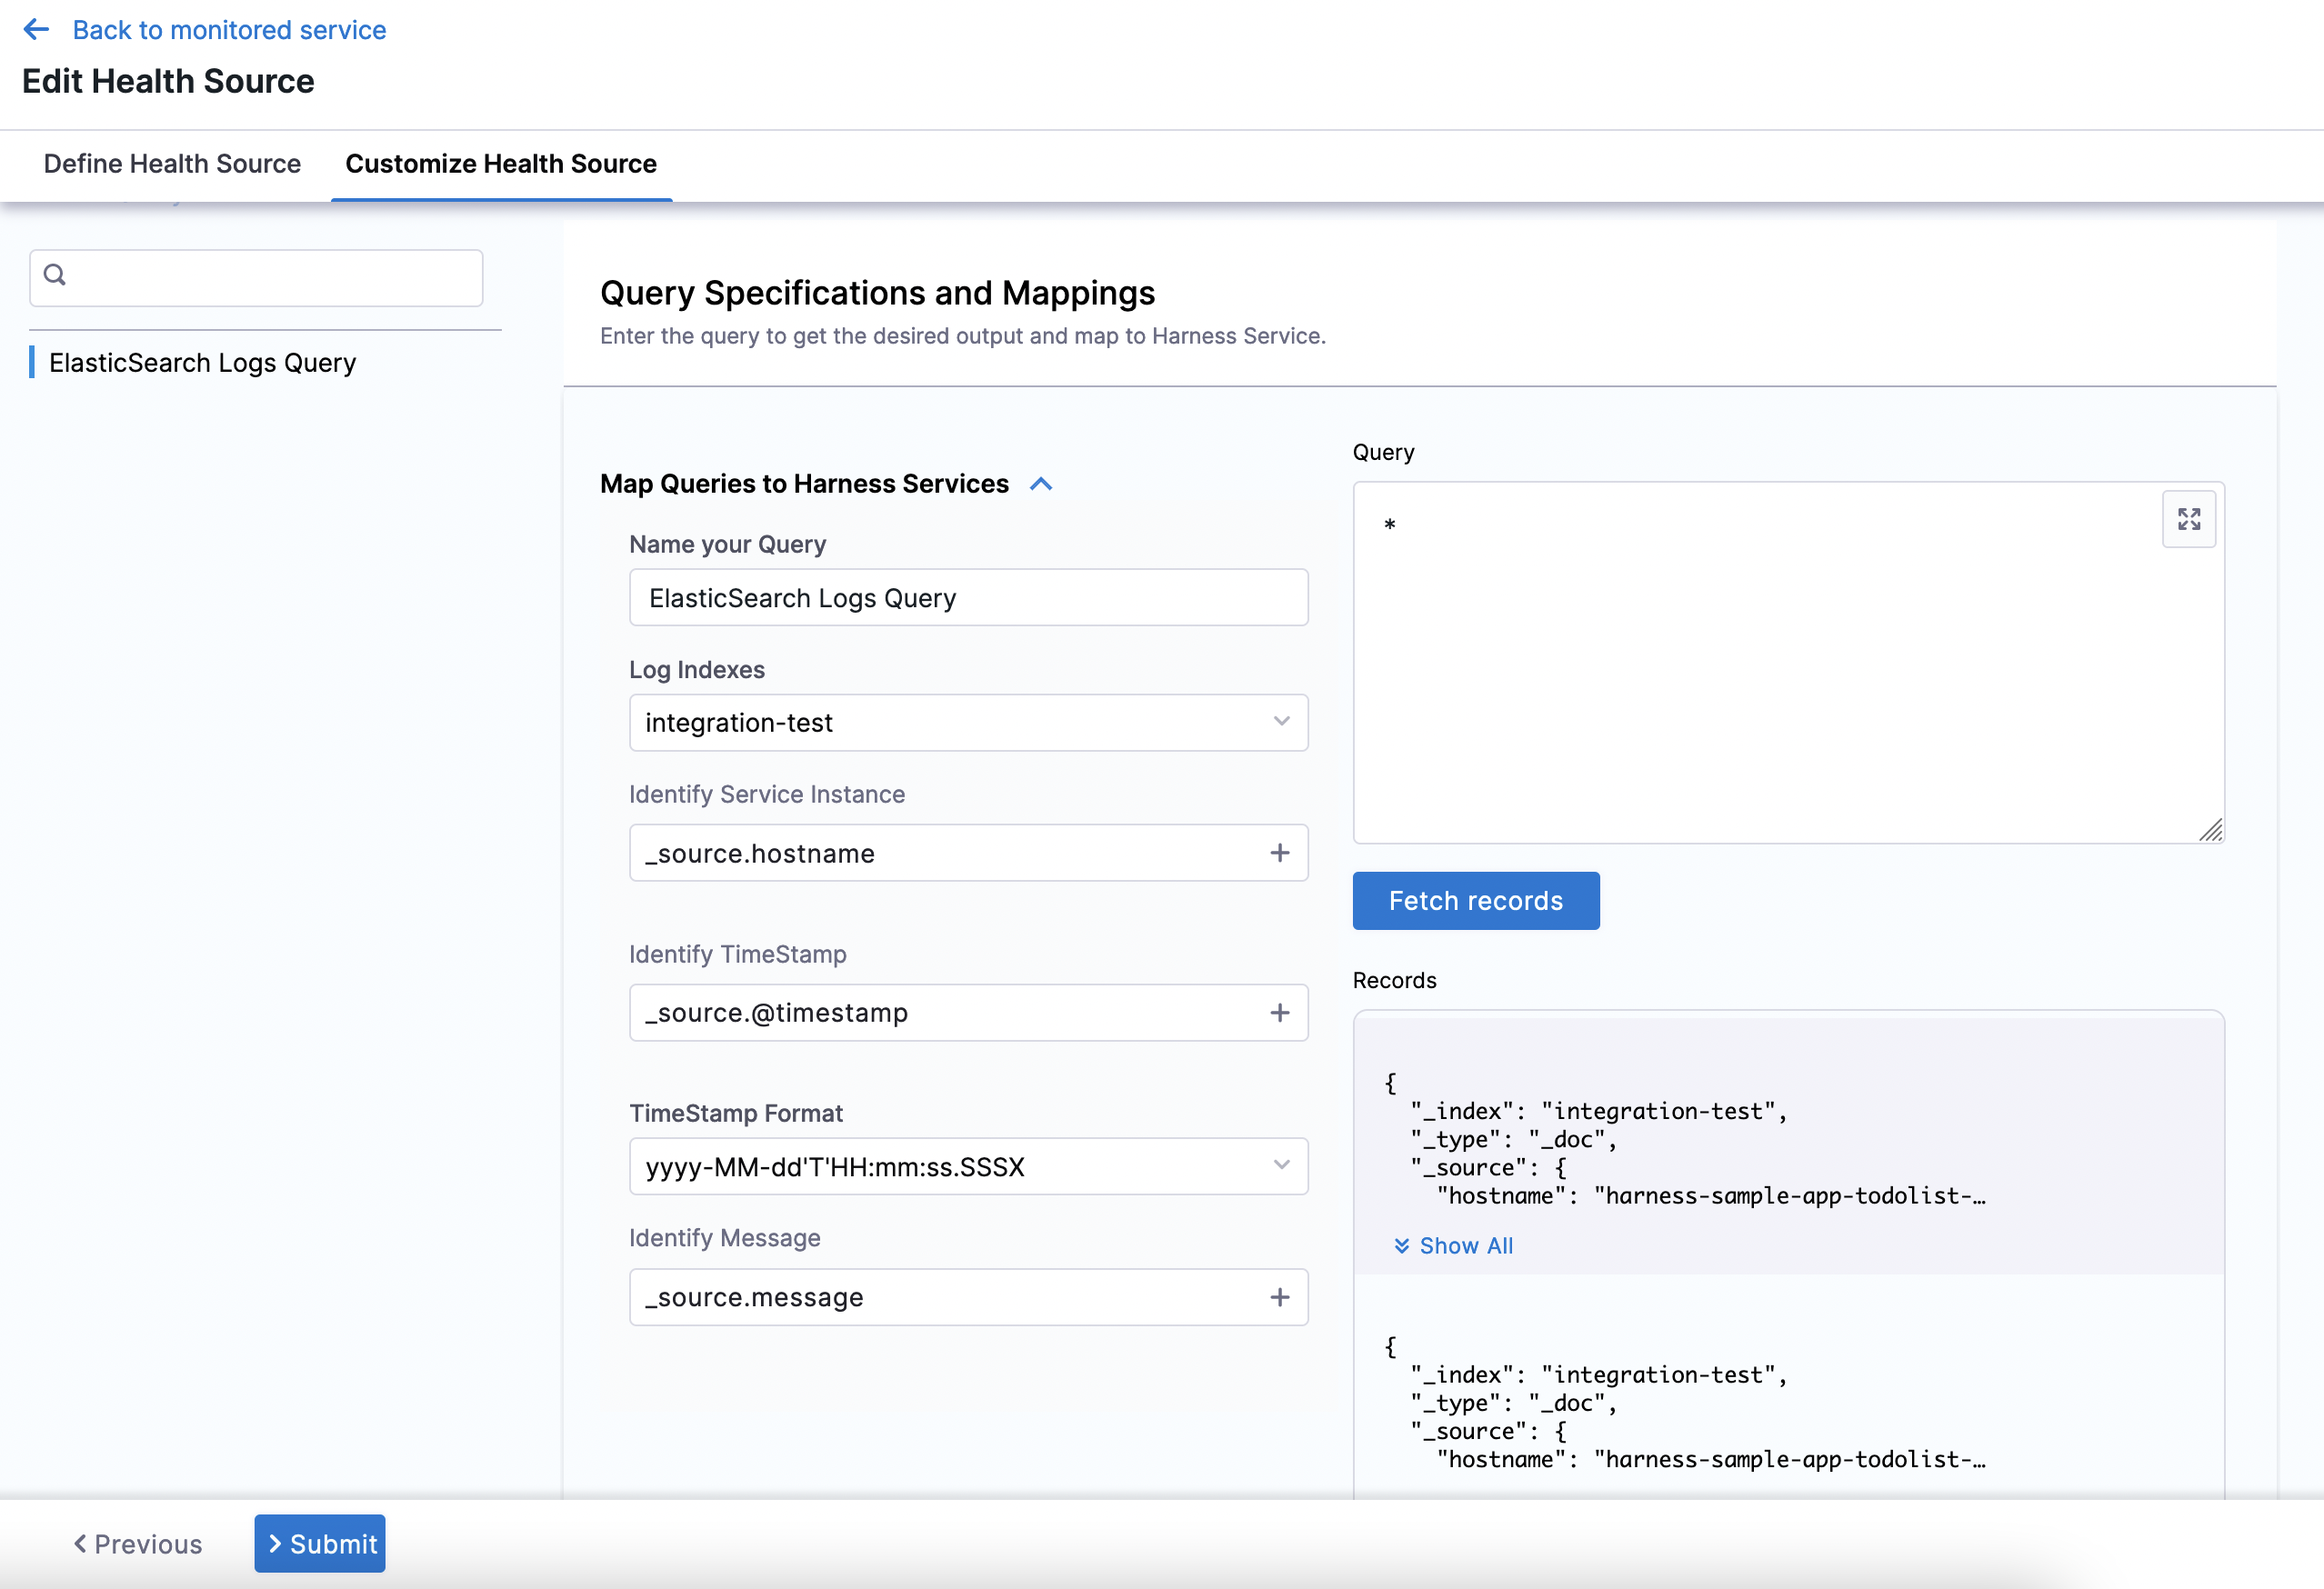 Back to monitored service
Edit Health Source
Define Health Source
Customize Health Source
ElasticSearch Logs Query
Query Specifications and Mappings
Enter the query to get the desired output and map to Harness Service.
Map Queries to Harness Services
Name your Query
ElasticSearch Logs Query
Log Indexes
integration-test
Identify Service Instance
_source.hostname
+
Identify TimeStamp
_source.@timestamp
+
TimeStamp Format
yyyy-MM-dd'T'HH:mm:ss.SSSX
Identify Message
_source.message
+
Query
*
Fetch records
Records
{
"_index": "integration-test",
"_type": "_doc",
"_source": {
"hostname": "harness-sample-app-todolist-…
Show All
{
"_index": "integration-test",
"_type": "_doc",
"_source": {
"hostname": "harness-sample-app-todolist-…
Previous
Submit